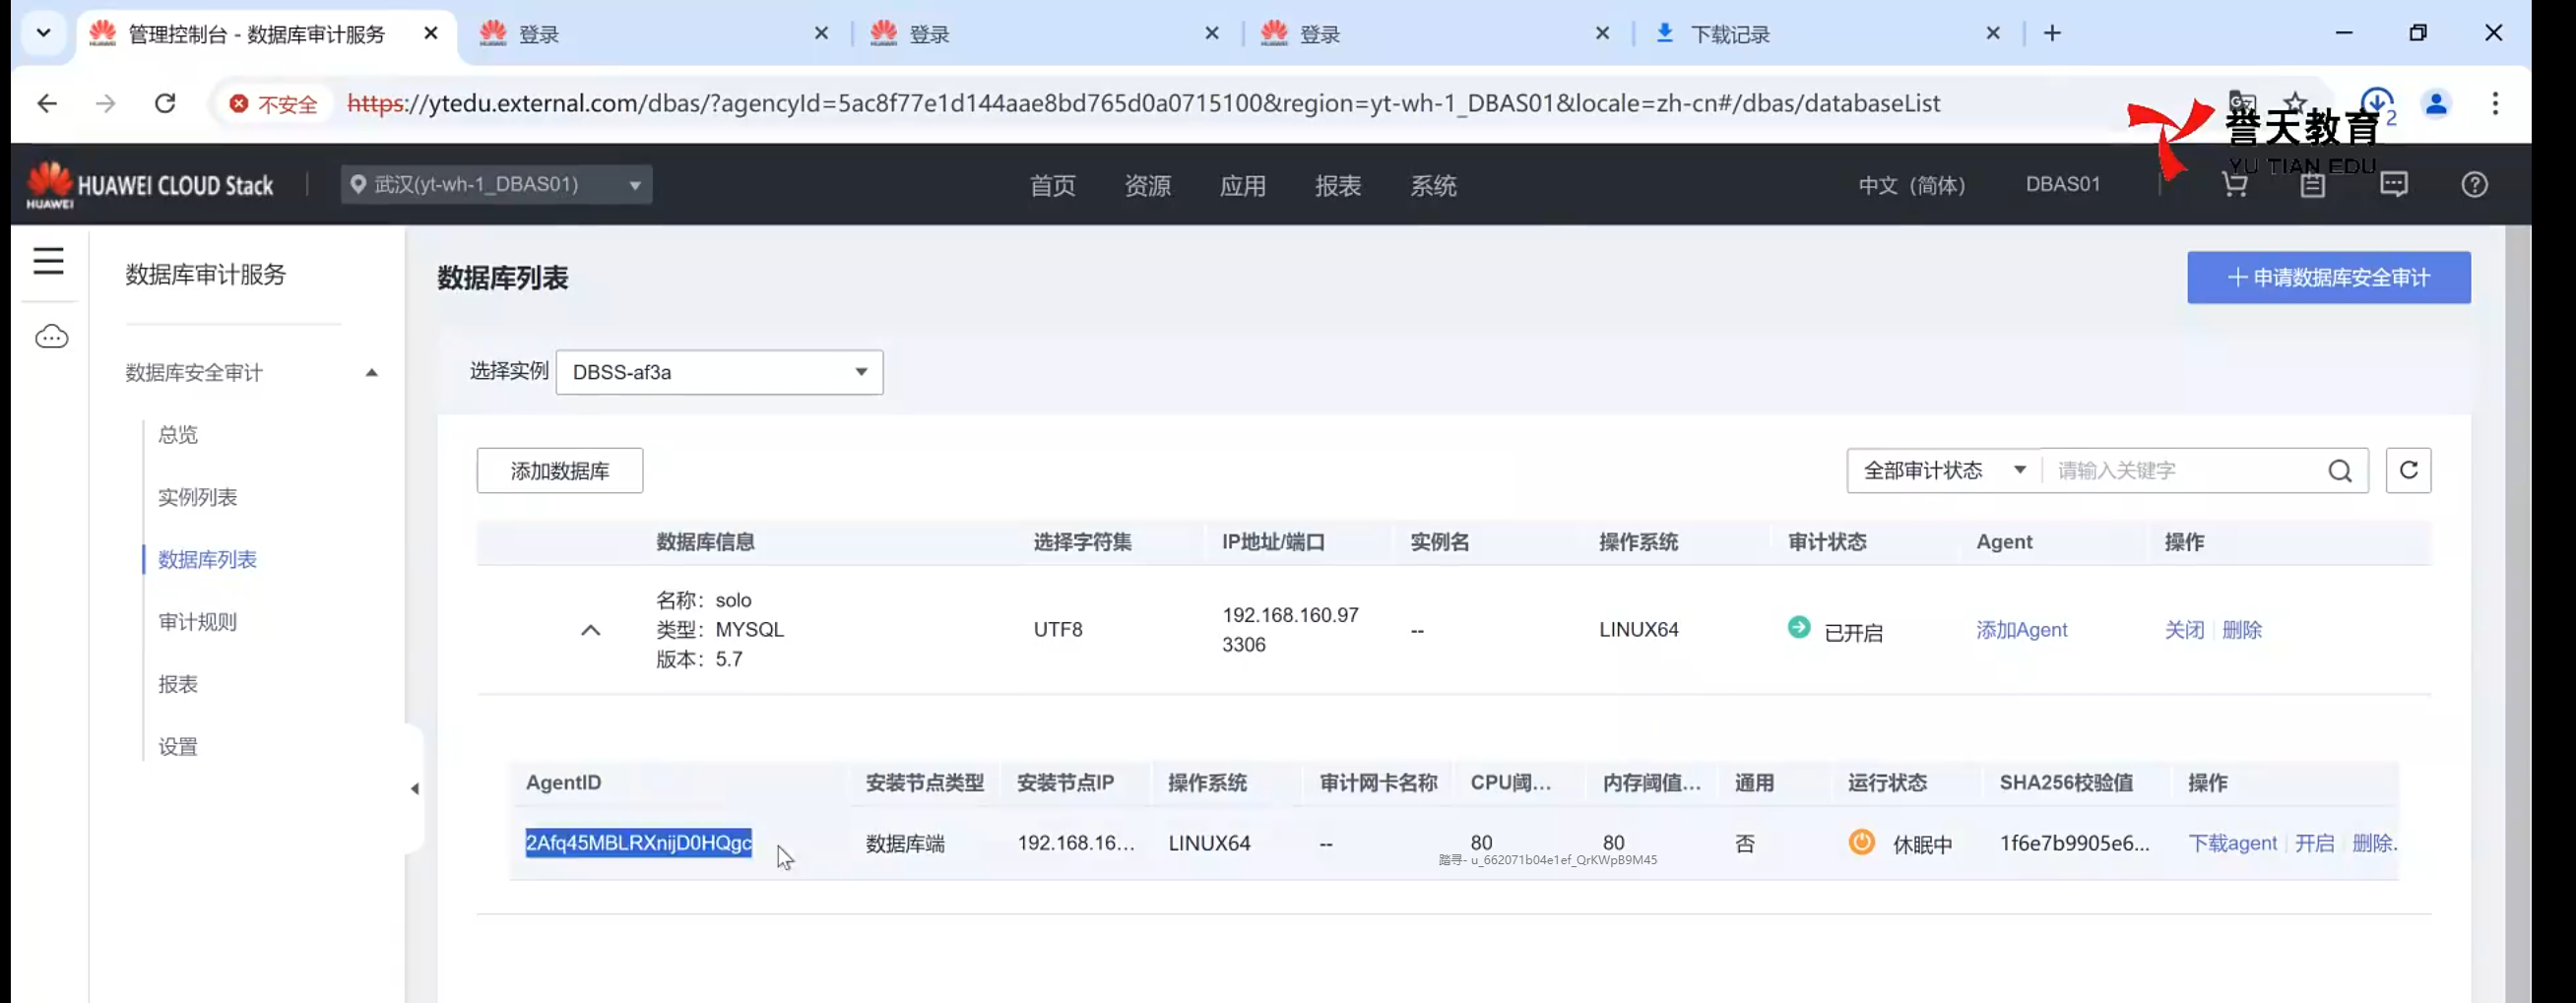 管理控制台 - 数据库审计服务
登录
登录
登录
下载记录
不安全
https://ytedu.external.com/dbas/?agencyId=5ac8f77e1d144aae8bd765d0a0715100&region=yt-wh-1_DBAS01&locale=zh-cn#/dbas/databaseList
2
誉天教育
YU TIAN EDU
HUAWEI
HUAWEI CLOUD Stack
武汉(yt-wh-1_DBAS01)
首页 资源 应用 报表 系统
中文（简体） DBAS01
数据库审计服务
数据库安全审计
总览
实例列表
数据库列表
审计规则
报表
设置
数据库列表
申请数据库安全审计
选择实例 DBSS-af3a
添加数据库
全部审计状态 请输入关键字
数据库信息 选择字符集 IP地址/端口 实例名 操作系统 审计状态 Agent 操作
名称： solo
类型： MYSQL
版本： 5.7
UTF8
192.168.160.97
3306
--
LINUX64
已开启
添加Agent
关闭 删除
AgentID 安装节点类型 安装节点IP 操作系统 审计网卡名称 CPU阈... 内存阈值... 通用 运行状态 SHA256校验值 操作
2Afq45MBLRXnijD0HQgc 数据库端 192.168.16... LINUX64 -- 80 80 否 休眠中 1f6e7b9905e6... 下载agent 开启 删除.
踏寻- u_662071b04e1ef_QrKWpB9M45